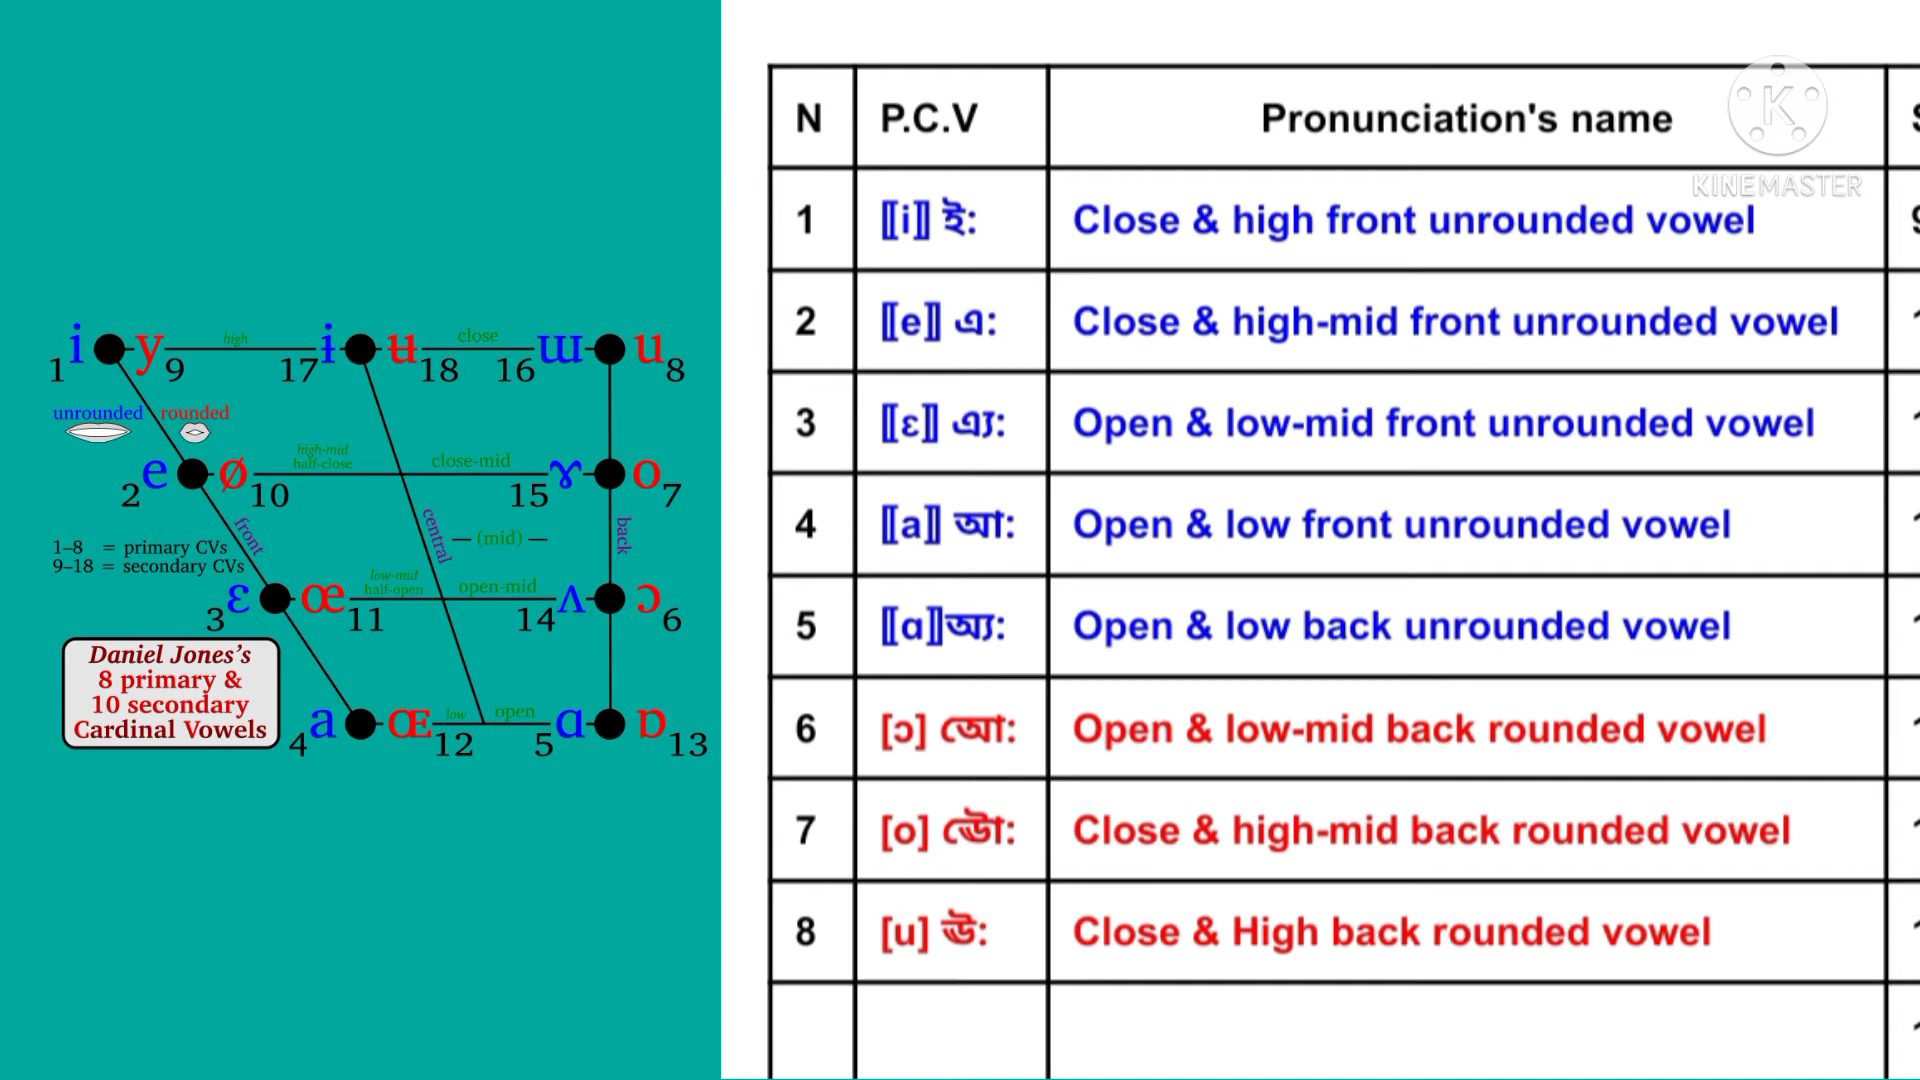 i y high ɨ ʉ close ɯ u
1 9 17 18 16 8
unrounded rounded
high-mid
half-close close-mid
e ø ɤ o
2 10 15 7
front central back
— (mid) —
1–8 = primary CVs
9–18 = secondary CVs
low-mid
half-open open-mid
ɛ œ ʌ ɔ
3 11 14 6
Daniel Jones’s
8 primary &
10 secondary
Cardinal Vowels
a ɶ low open ɑ ɒ
4 12 5 13
N P.C.V Pronunciation's name
KINEMASTER
1 ⟦i⟧ ই: Close & high front unrounded vowel
2 ⟦e⟧ এ: Close & high-mid front unrounded vowel
3 ⟦ɛ⟧ এ্য: Open & low-mid front unrounded vowel
4 ⟦a⟧ আ: Open & low front unrounded vowel
5 ⟦ɑ⟧অ্য: Open & low back unrounded vowel
6 [ɔ] Open & low-mid back rounded vowel
7 [o] Close & high-mid back rounded vowel
8 [u] ঊ: Close & High back rounded vowel